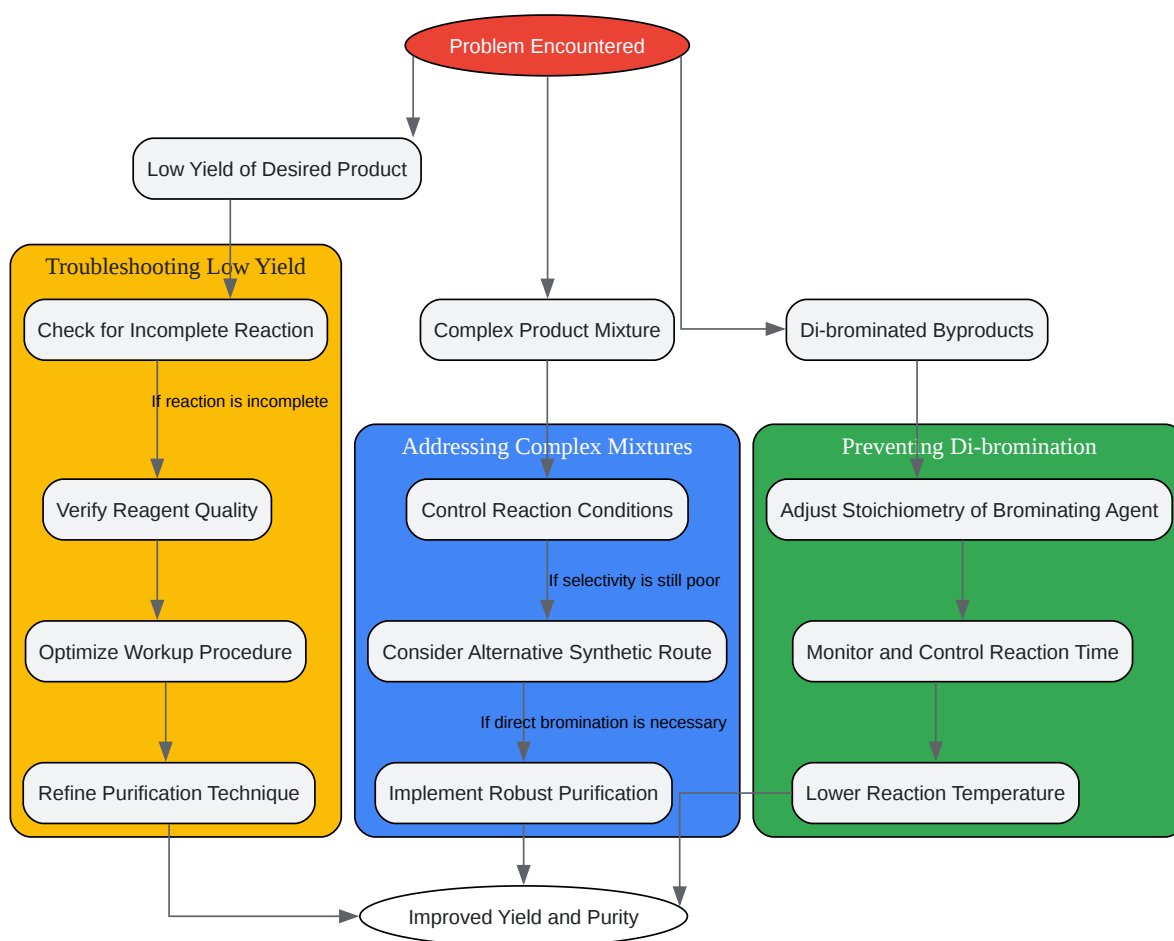 Problem Encountered
Low Yield of Desired Product
Troubleshooting Low Yield
Check for Incomplete Reaction
Complex Product Mixture
Di-brominated Byproducts
If reaction is incomplete
Addressing Complex Mixtures
Preventing Di-bromination
Verify Reagent Quality
Control Reaction Conditions
Adjust Stoichiometry of Brominating Agent
If selectivity is still poor
Optimize Workup Procedure
Consider Alternative Synthetic Route
Monitor and Control Reaction Time
If direct bromination is necessary
Refine Purification Technique
Implement Robust Purification
Lower Reaction Temperature
Improved Yield and Purity